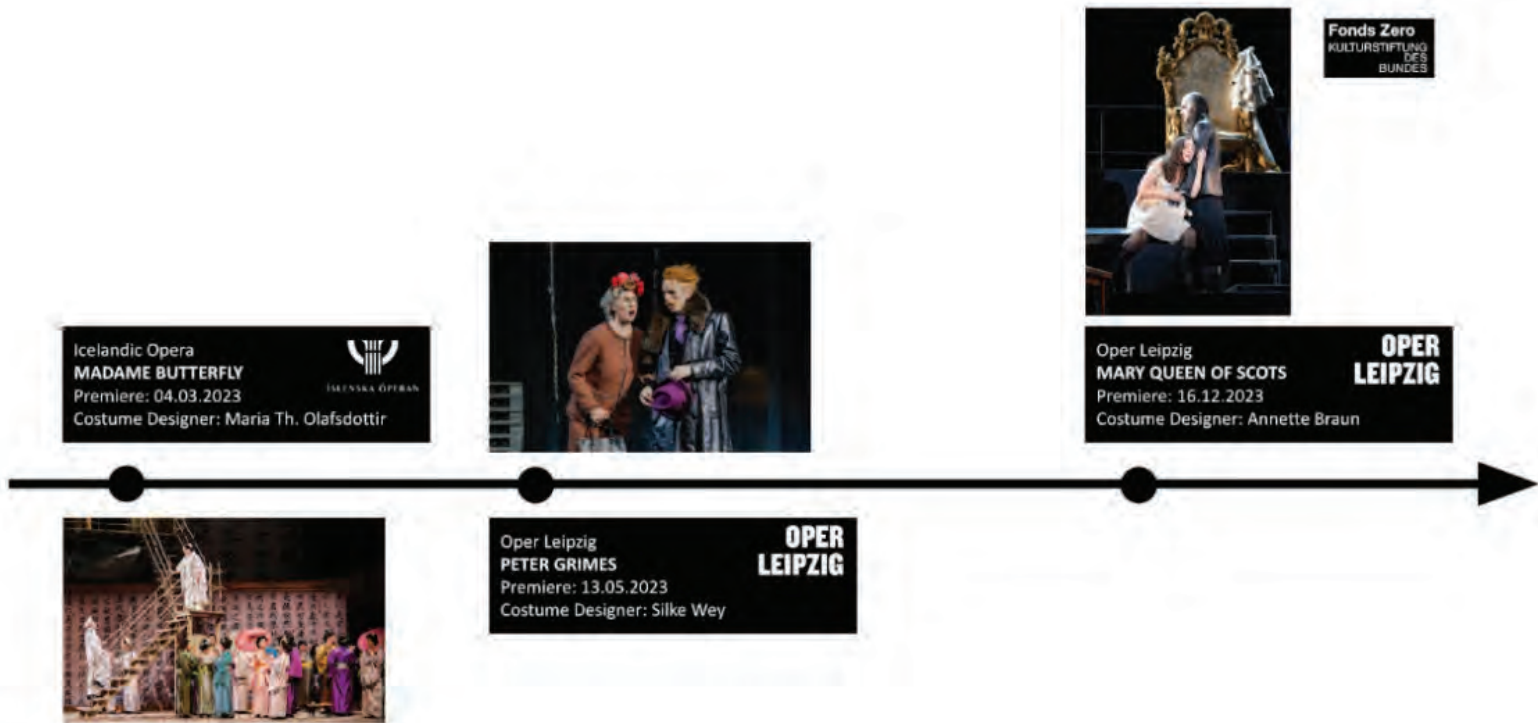 Fonds Zero
KULTURSTIFTUNG
DES
BUNDES
Icelandic Opera
MADAME BUTTERFLY
Premiere: 04.03.2023
Costume Designer: Maria Th. Olafsdottir
ÍSLENSKA ÓPERAN
Oper Leipzig
PETER GRIMES
Premiere: 13.05.2023
Costume Designer: Silke Wey
OPER
LEIPZIG
Oper Leipzig
MARY QUEEN OF SCOTS
Premiere: 16.12.2023
Costume Designer: Annette Braun
OPER
LEIPZIG